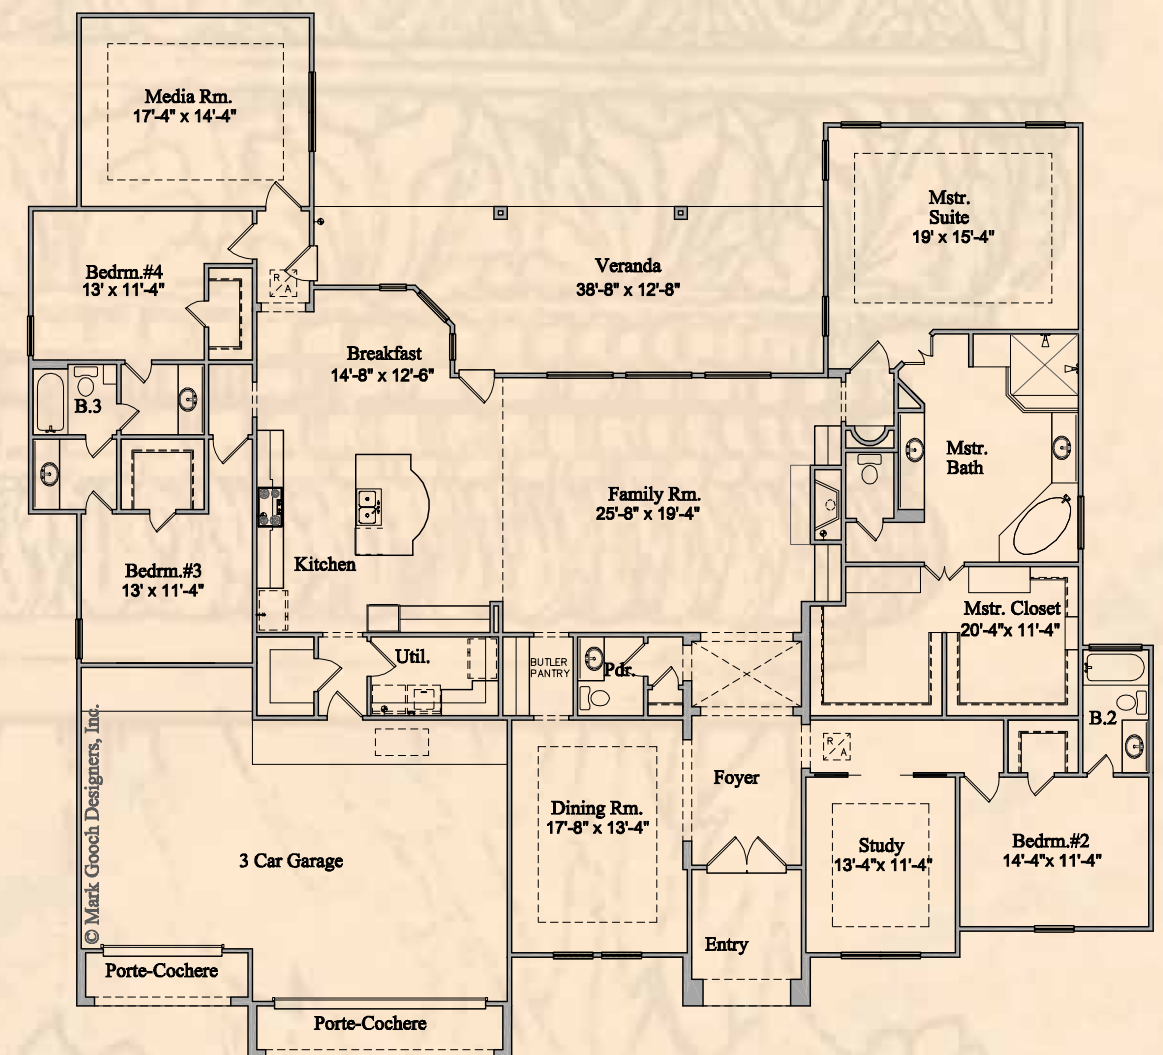 Media Rm.
17'-4" x 14'-4"
Mstr.
Suite
19' x 15'-4"
Bedrm.#4
13' x 11'-4"
R
A
Veranda
38'-8" x 12'-8"
Breakfast
14'-8" x 12'-6"
B.3
Mstr.
Bath
Family Rm.
25'-8" x 19'-4"
Kitchen
Bedrm.#3
13' x 11'-4"
Mstr. Closet
20'-4"x 11'-4"
Util.
BUTLER
PANTRY
Pdr.
B.2
R
A
Foyer
Dining Rm.
17'-8" x 13'-4"
Study
13'-4"x 11'-4"
Bedrm.#2
14'-4"x 11'-4"
3 Car Garage
© Mark Gooch Designers, Inc.
Entry
Porte-Cochere
Porte-Cochere